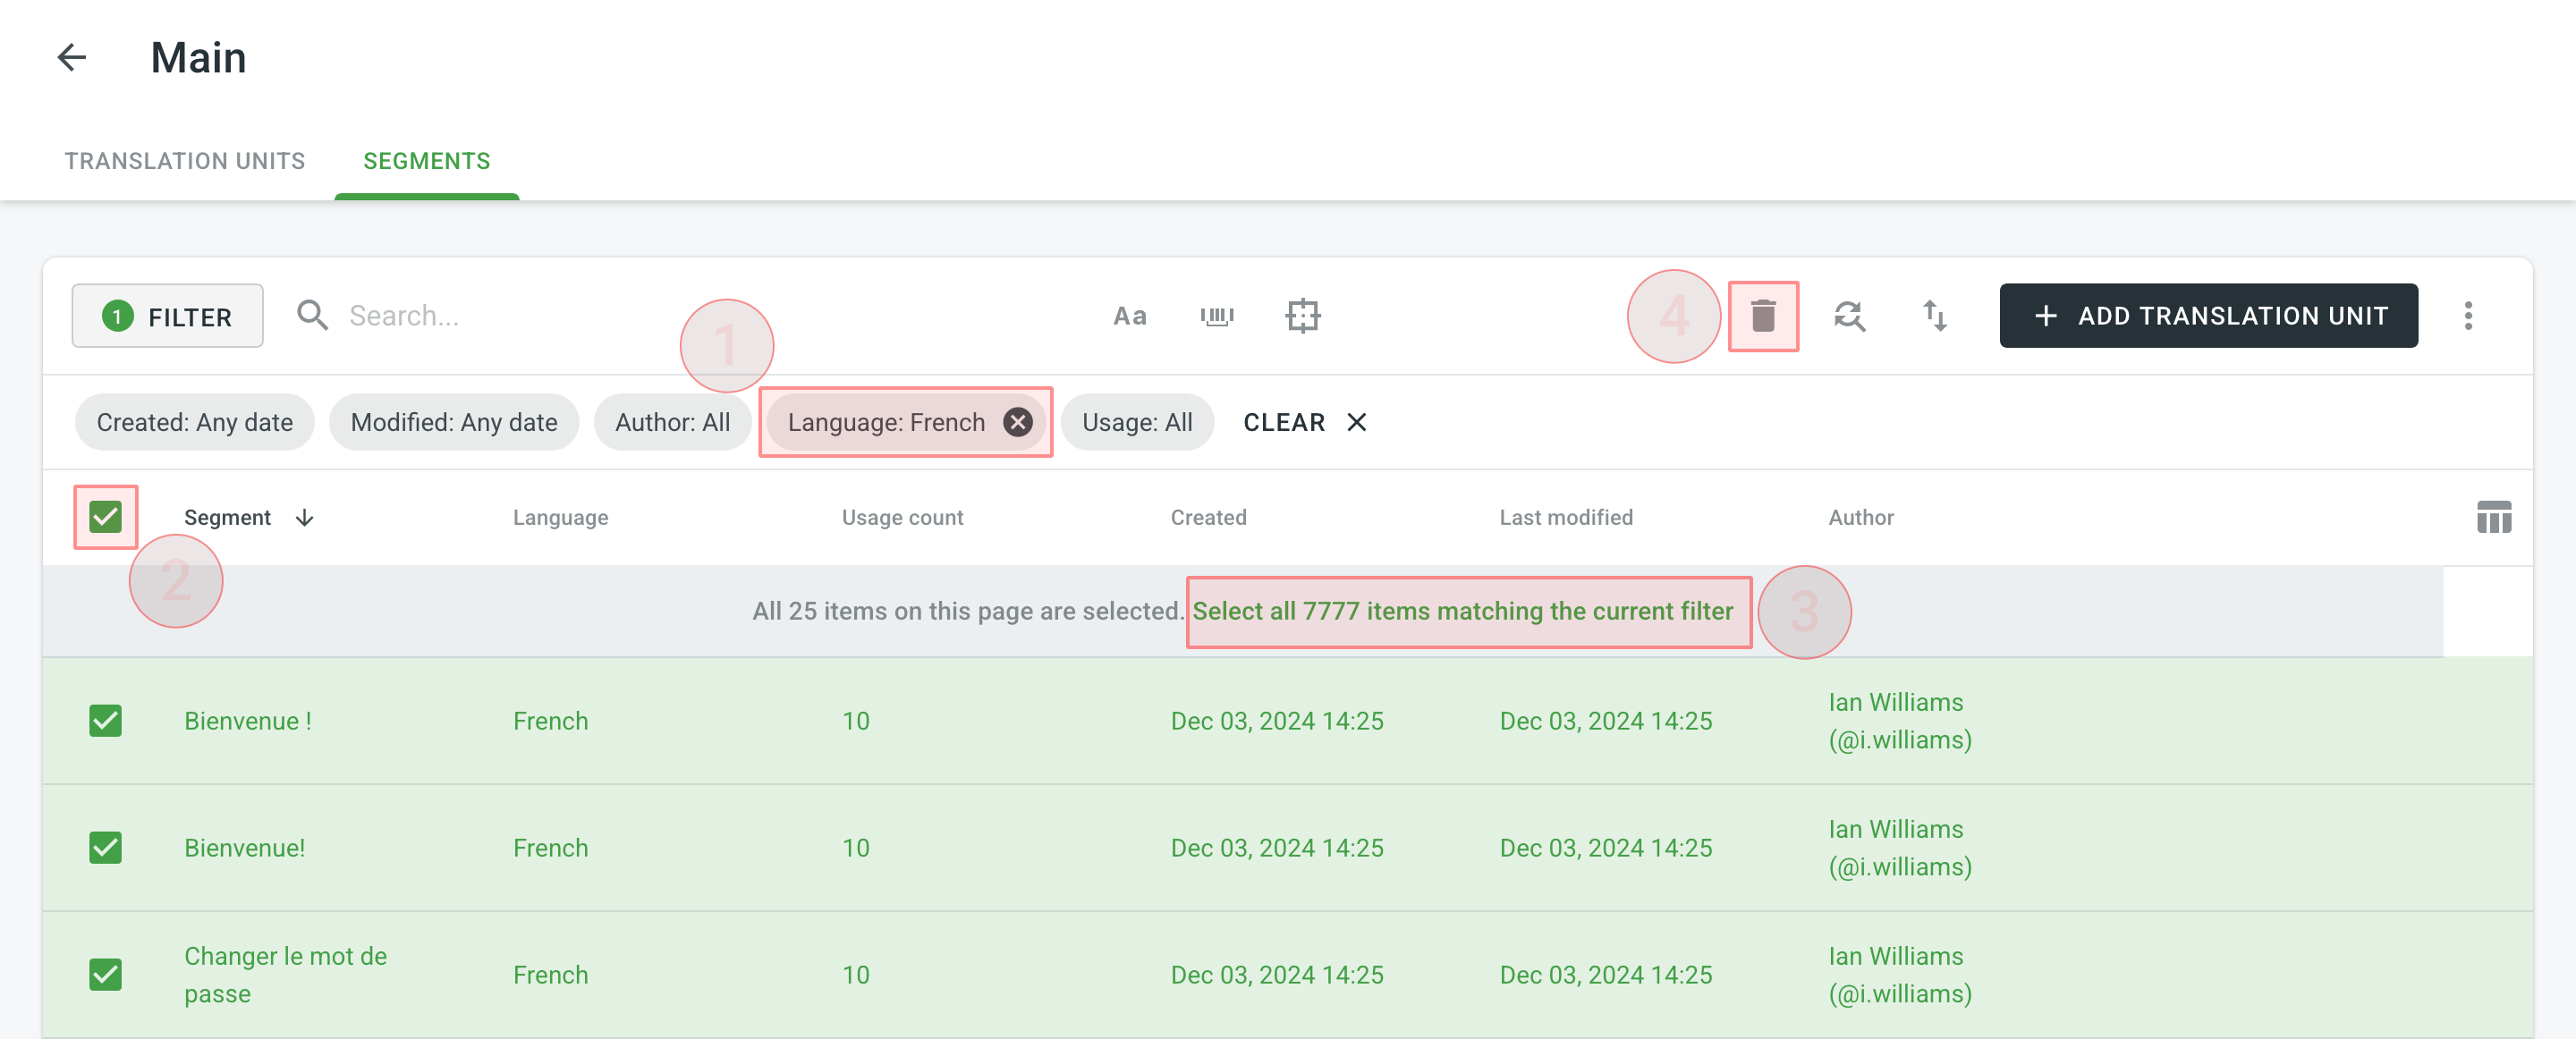 Main
TRANSLATION UNITS SEGMENTS
1 FILTER Search... Aa 4 + ADD TRANSLATION UNIT
1
Created: Any date Modified: Any date Author: All Language: French Usage: All CLEAR
Segment Language Usage count Created Last modified Author
2
All 25 items on this page are selected. Select all 7777 items matching the current filter 3
Bienvenue ! French 10 Dec 03, 2024 14:25 Dec 03, 2024 14:25 Ian Williams
(@i.williams)
Bienvenue! French 10 Dec 03, 2024 14:25 Dec 03, 2024 14:25 Ian Williams
(@i.williams)
Changer le mot de
passe French 10 Dec 03, 2024 14:25 Dec 03, 2024 14:25 Ian Williams
(@i.williams)